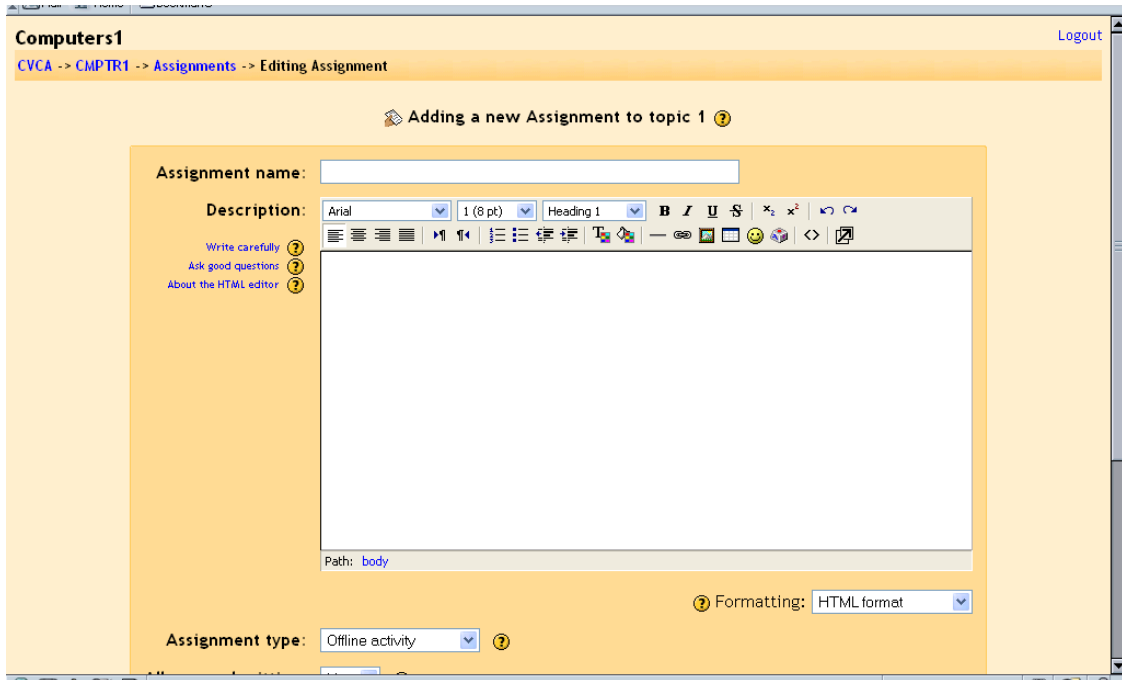 Computers1
Logout
CVCA -> CMPTR1 -> Assignments -> Editing Assignment
Adding a new Assignment to topic 1 ?
Assignment name:
Description:
Arial 1 (8 pt) Heading 1 B I U S x₂ x²
Write carefully ?
Ask good questions ?
About the HTML editor ?
Path: body
? Formatting: HTML format
Assignment type: Offline activity ?